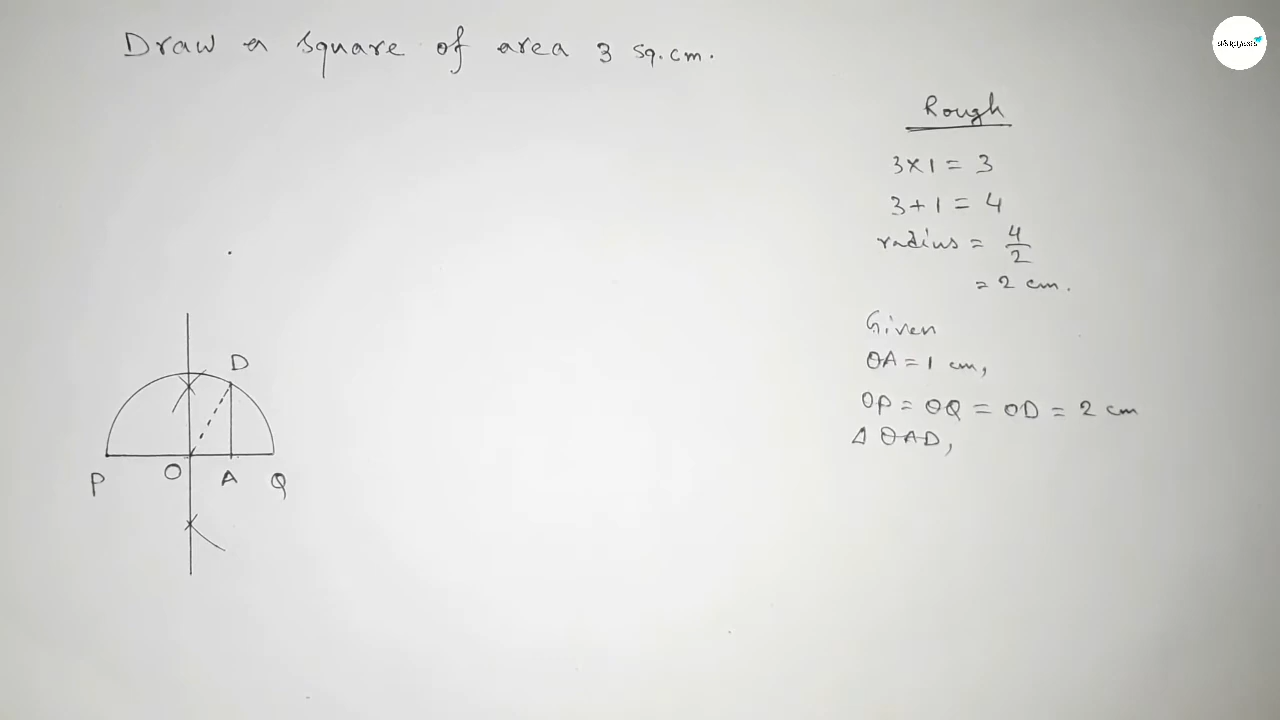 Draw a square of area 3 sq.cm.
Rough
3×1 = 3
3+1 = 4
radius = 4/2
= 2 cm.
Given
OA = 1 cm,
OP = OQ = OD = 2 cm
Δ OAD,
D
P O A Q